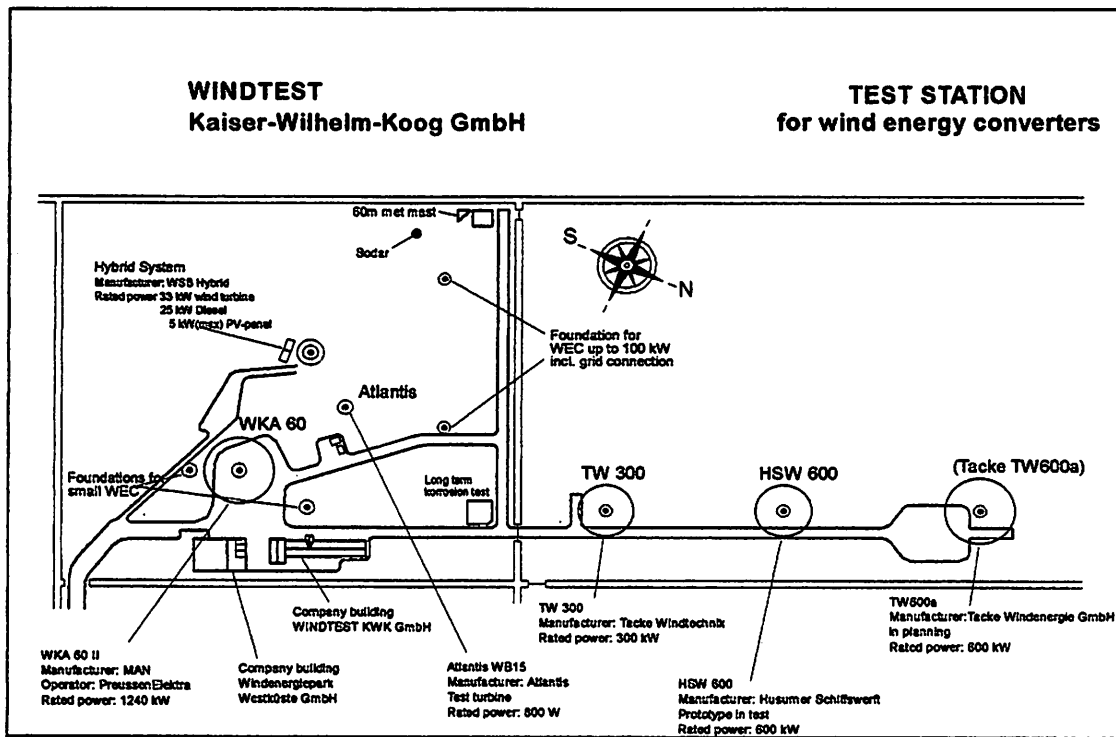 WINDTEST
Kaiser-Wilhelm-Koog GmbH
TEST STATION
for wind energy converters
60m met mast
Sodar
S
N
Hybrid System
Manufacturer: WSB Hybrid
Rated power 33 kW wind turbine
25 kW Diesel
5 kW(max) PV-panel
Foundation for
WEC up to 100 kW
incl. grid connection
Atlantis
WKA 60
Foundations for
small WEC
Long term
korrosion test
TW 300
HSW 600
(Tacke TW600a)
Company building
WINDTEST KWK GmbH
WKA 60 II
Manufacturer: MAN
Operator: PreussenElektra
Rated power: 1240 kW
Company building
Windenergiepark
Westküste GmbH
Atlantis WB15
Manufacturer: Atlantis
Test turbine
Rated power: 600 W
TW 300
Manufacturer: Tacke Windtechnik
Rated power: 300 kW
HSW 600
Manufacturer: Husumer Schiffswerft
Prototype in test
Rated power: 600 kW
TW600a
Manufacturer:Tacke Windenergie GmbH
in planning
Rated power: 600 kW